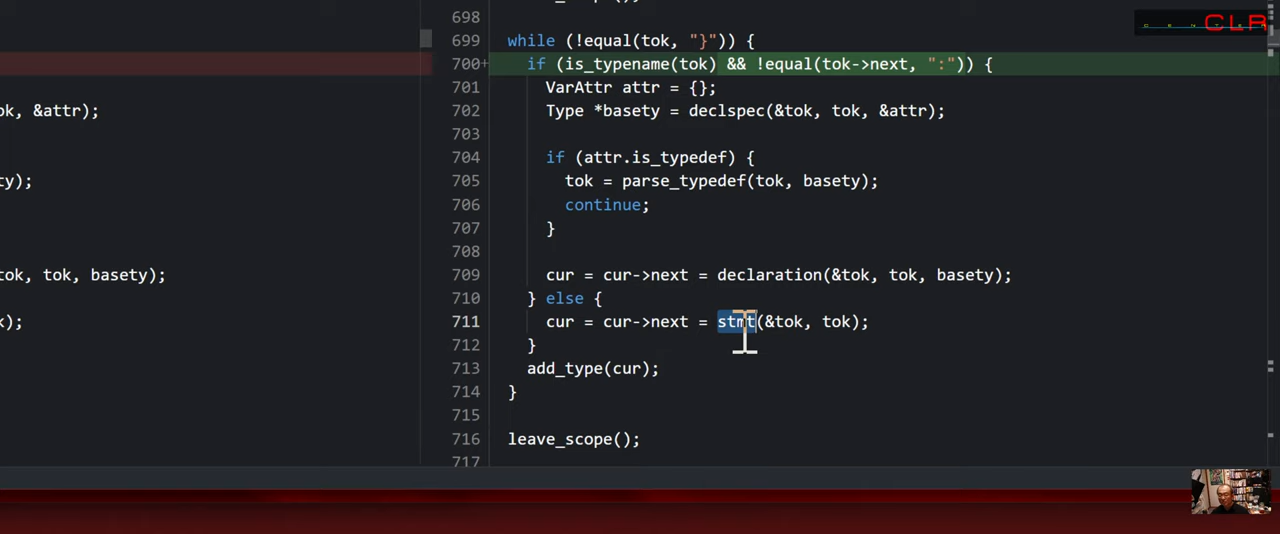 698
699 while (!equal(tok, "}")) {
700+ if (is_typename(tok) && !equal(tok->next, ":")) {
701 VarAttr attr = {};
ok, &attr);
702 Type *basety = declspec(&tok, tok, &attr);
703
704 if (attr.is_typedef) {
ty);
705 tok = parse_typedef(tok, basety);
706 continue;
707 }
708
tok, tok, basety);
709 cur = cur->next = declaration(&tok, tok, basety);
710 } else {
k);
711 cur = cur->next = stmt(&tok, tok);
712 }
713 add_type(cur);
714 }
715
716 leave_scope();
717
C E N T E R CLR